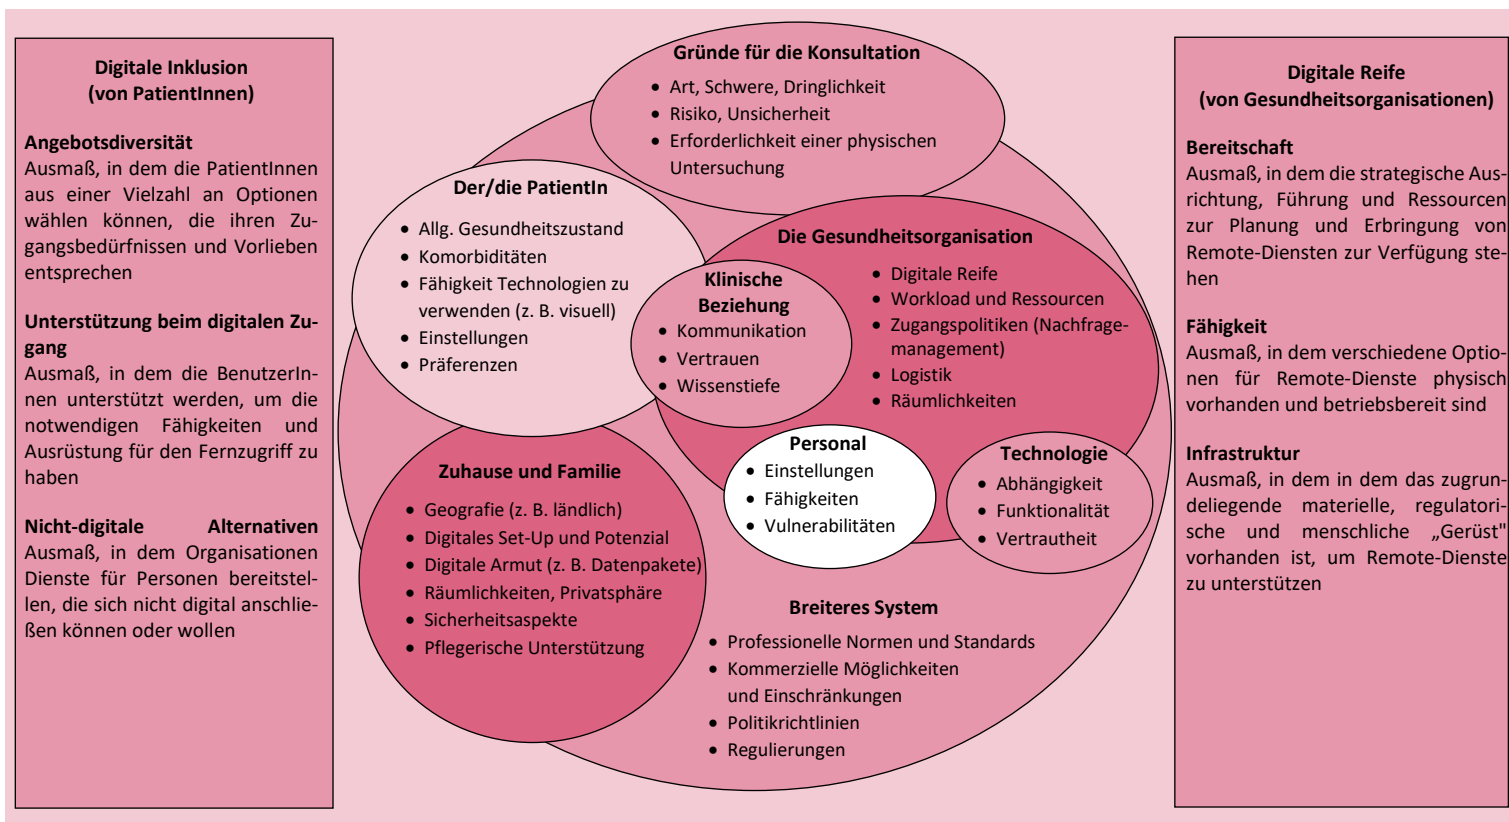 Digitale Inklusion
(von PatientInnen)
Angebotsdiversität
Ausmaß, in dem die PatientInnen
aus einer Vielzahl an Optionen
wählen können, die ihren Zu-
gangsbedürfnissen und Vorlieben
entsprechen
Unterstützung beim digitalen Zu-
gang
Ausmaß, in dem die BenutzerIn-
nen unterstützt werden, um die
notwendigen Fähigkeiten und
Ausrüstung für den Fernzugriff zu
haben
Nicht-digitale Alternativen
Ausmaß, in dem Organisationen
Dienste für Personen bereitstel-
len, die sich nicht digital anschlie-
ßen können oder wollen
Gründe für die Konsultation
• Art, Schwere, Dringlichkeit
• Risiko, Unsicherheit
• Erforderlichkeit einer physischen
Untersuchung
Der/die PatientIn
• Allg. Gesundheitszustand
• Komorbiditäten
• Fähigkeit Technologien zu
verwenden (z. B. visuell)
• Einstellungen
• Präferenzen
Die Gesundheitsorganisation
• Digitale Reife
• Workload und Ressourcen
• Zugangspolitiken (Nachfrage-
management)
• Logistik
• Räumlichkeiten
Klinische
Beziehung
• Kommunikation
• Vertrauen
• Wissenstiefe
Personal
• Einstellungen
• Fähigkeiten
• Vulnerabilitäten
Technologie
• Abhängigkeit
• Funktionalität
• Vertrautheit
Zuhause und Familie
• Geografie (z. B. ländlich)
• Digitales Set-Up und Potenzial
• Digitale Armut (z. B. Datenpakete)
• Räumlichkeiten, Privatsphäre
• Sicherheitsaspekte
• Pflegerische Unterstützung
Breiteres System
• Professionelle Normen und Standards
• Kommerzielle Möglichkeiten
und Einschränkungen
• Politikrichtlinien
• Regulierungen
Digitale Reife
(von Gesundheitsorganisationen)
Bereitschaft
Ausmaß, in dem die strategische Aus-
richtung, Führung und Ressourcen
zur Planung und Erbringung von
Remote-Diensten zur Verfügung ste-
hen
Fähigkeit
Ausmaß, in dem verschiedene Optio-
nen für Remote-Dienste physisch
vorhanden und betriebsbereit sind
Infrastruktur
Ausmaß, in dem in dem das zugrun-
deliegende materielle, regulatori-
sche und menschliche „Gerüst"
vorhanden ist, um Remote-Dienste
zu unterstützen